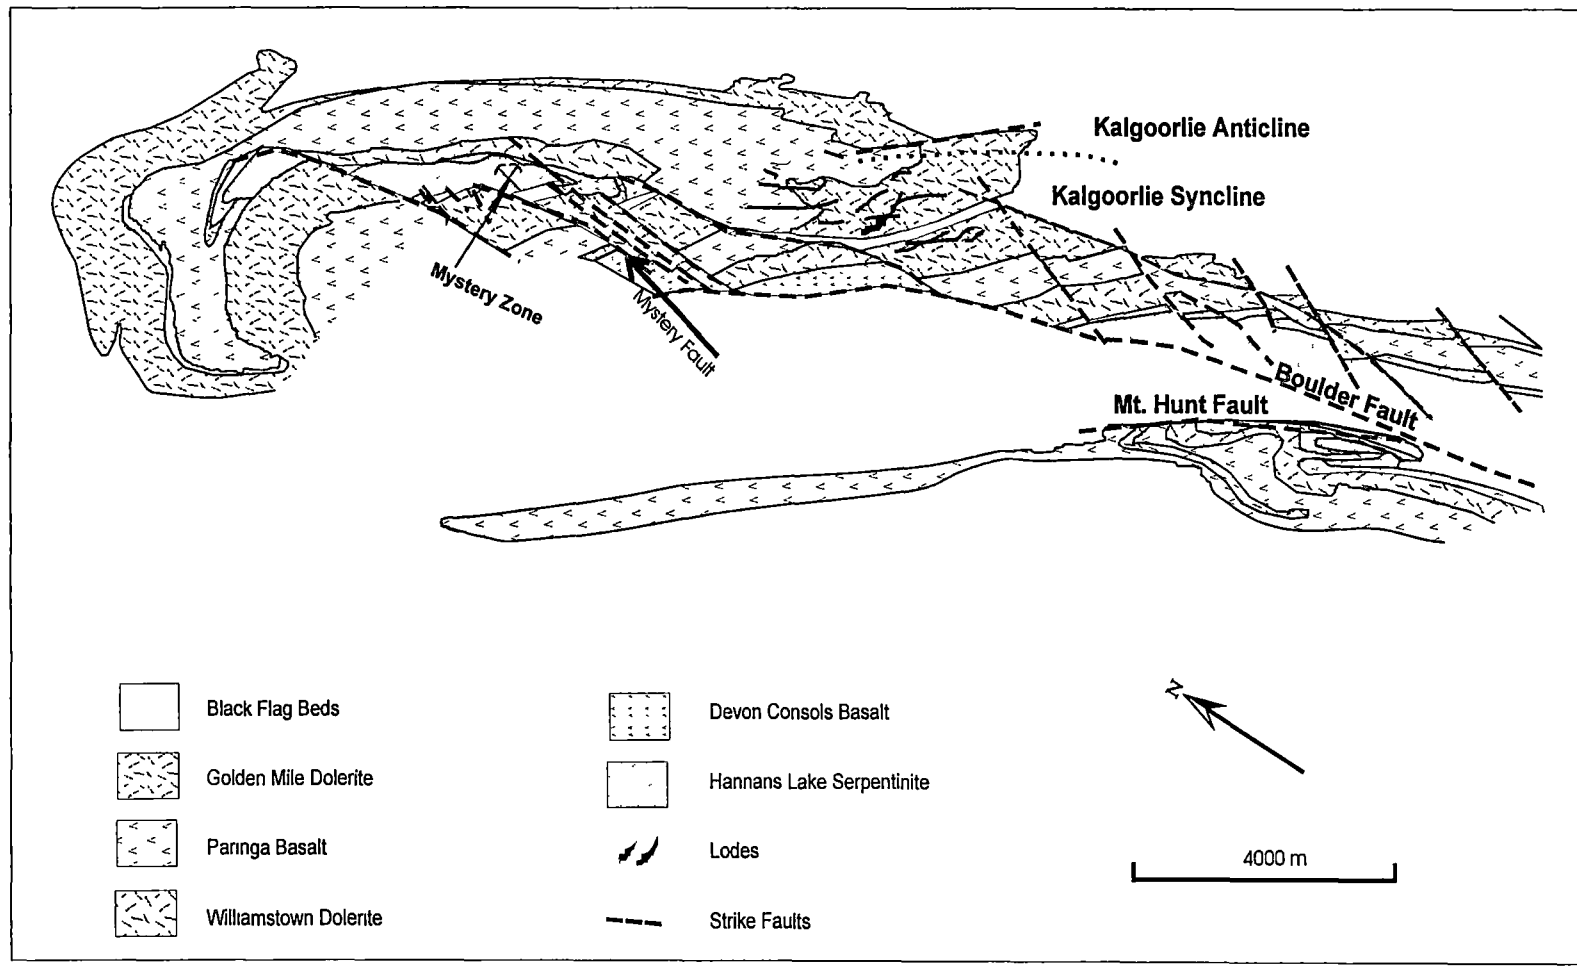 Kalgoorlie Anticline
Kalgoorlie Syncline
Mystery Zone
Mystery Fault
Boulder Fault
Mt. Hunt Fault
Black Flag Beds
Golden Mile Dolerite
Paringa Basalt
Williamstown Dolerite
Devon Consols Basalt
Hannans Lake Serpentinite
Lodes
Strike Faults
N
4000 m